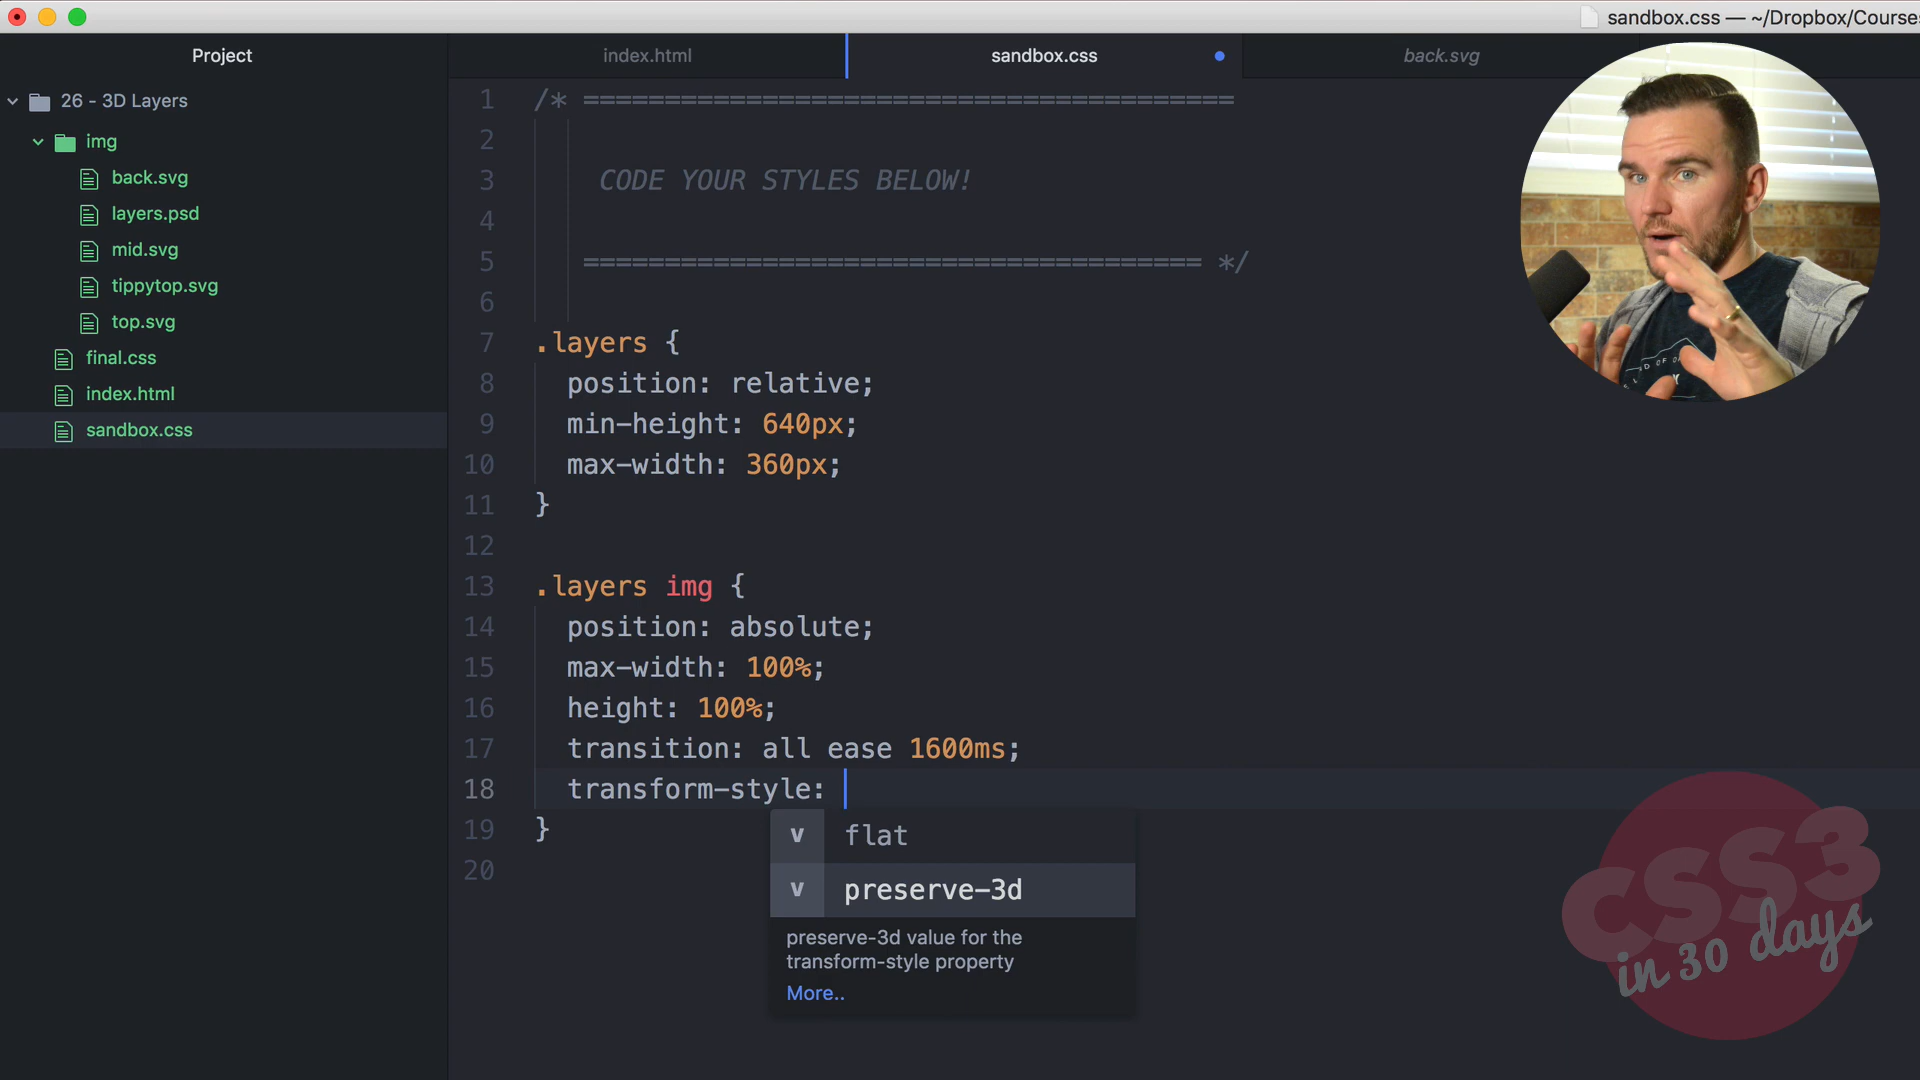 sandbox.css — ~/Dropbox/Course
Project
index.html
sandbox.css
back.svg
26 - 3D Layers
img
back.svg
layers.psd
mid.svg
tippytop.svg
top.svg
final.css
index.html
sandbox.css
1 /* ========================================
2
3 CODE YOUR STYLES BELOW!
4
5 ====================================== */
6
7 .layers {
8 position: relative;
9 min-height: 640px;
10 max-width: 360px;
11 }
12
13 .layers img {
14 position: absolute;
15 max-width: 100%;
16 height: 100%;
17 transition: all ease 1600ms;
18 transform-style:
19 }
20
v flat
v preserve-3d
preserve-3d value for the
transform-style property
More..
CSS3
in 30 days